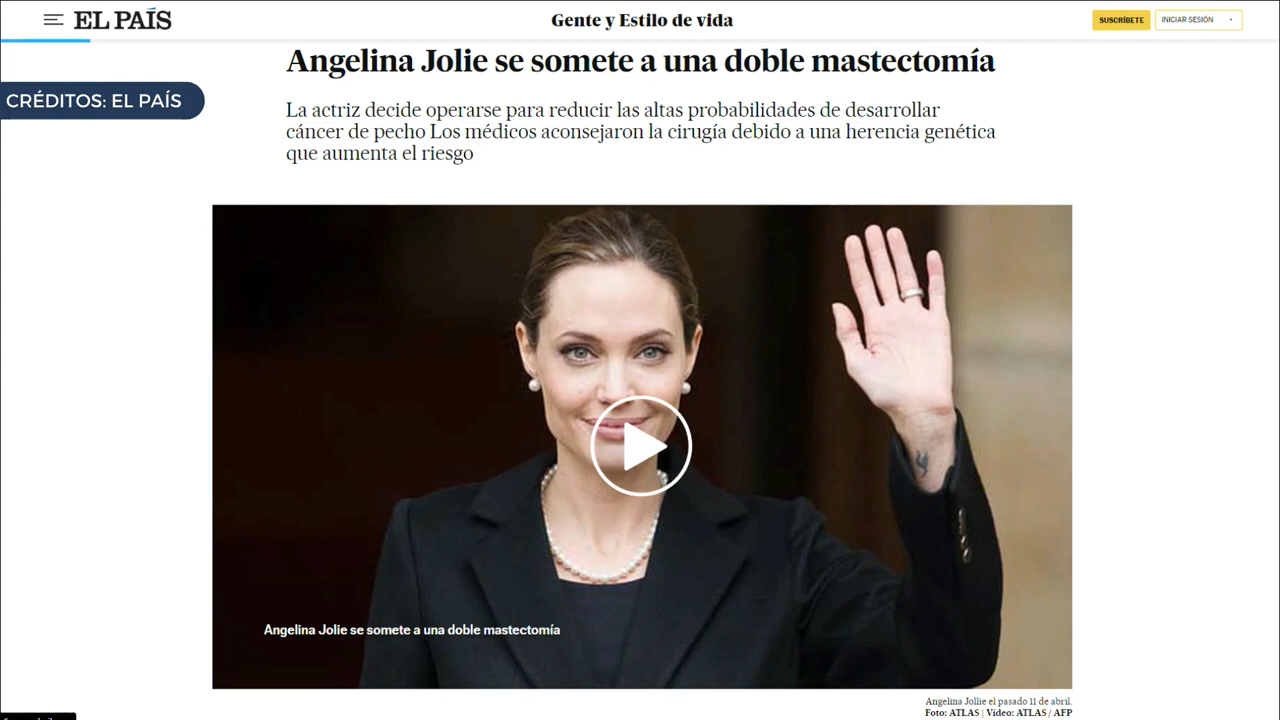 EL PAÍS
Gente y Estilo de vida
SUSCRÍBETE
INICIAR SESIÓN
Angelina Jolie se somete a una doble mastectomía
CRÉDITOS: EL PAÍS
La actriz decide operarse para reducir las altas probabilidades de desarrollar
cáncer de pecho Los médicos aconsejaron la cirugía debido a una herencia genética
que aumenta el riesgo
Angelina Jolie se somete a una doble mastectomía
Angelina Jollie el pasado 11 de abril.
Foto: ATLAS | Vídeo: ATLAS / AFP